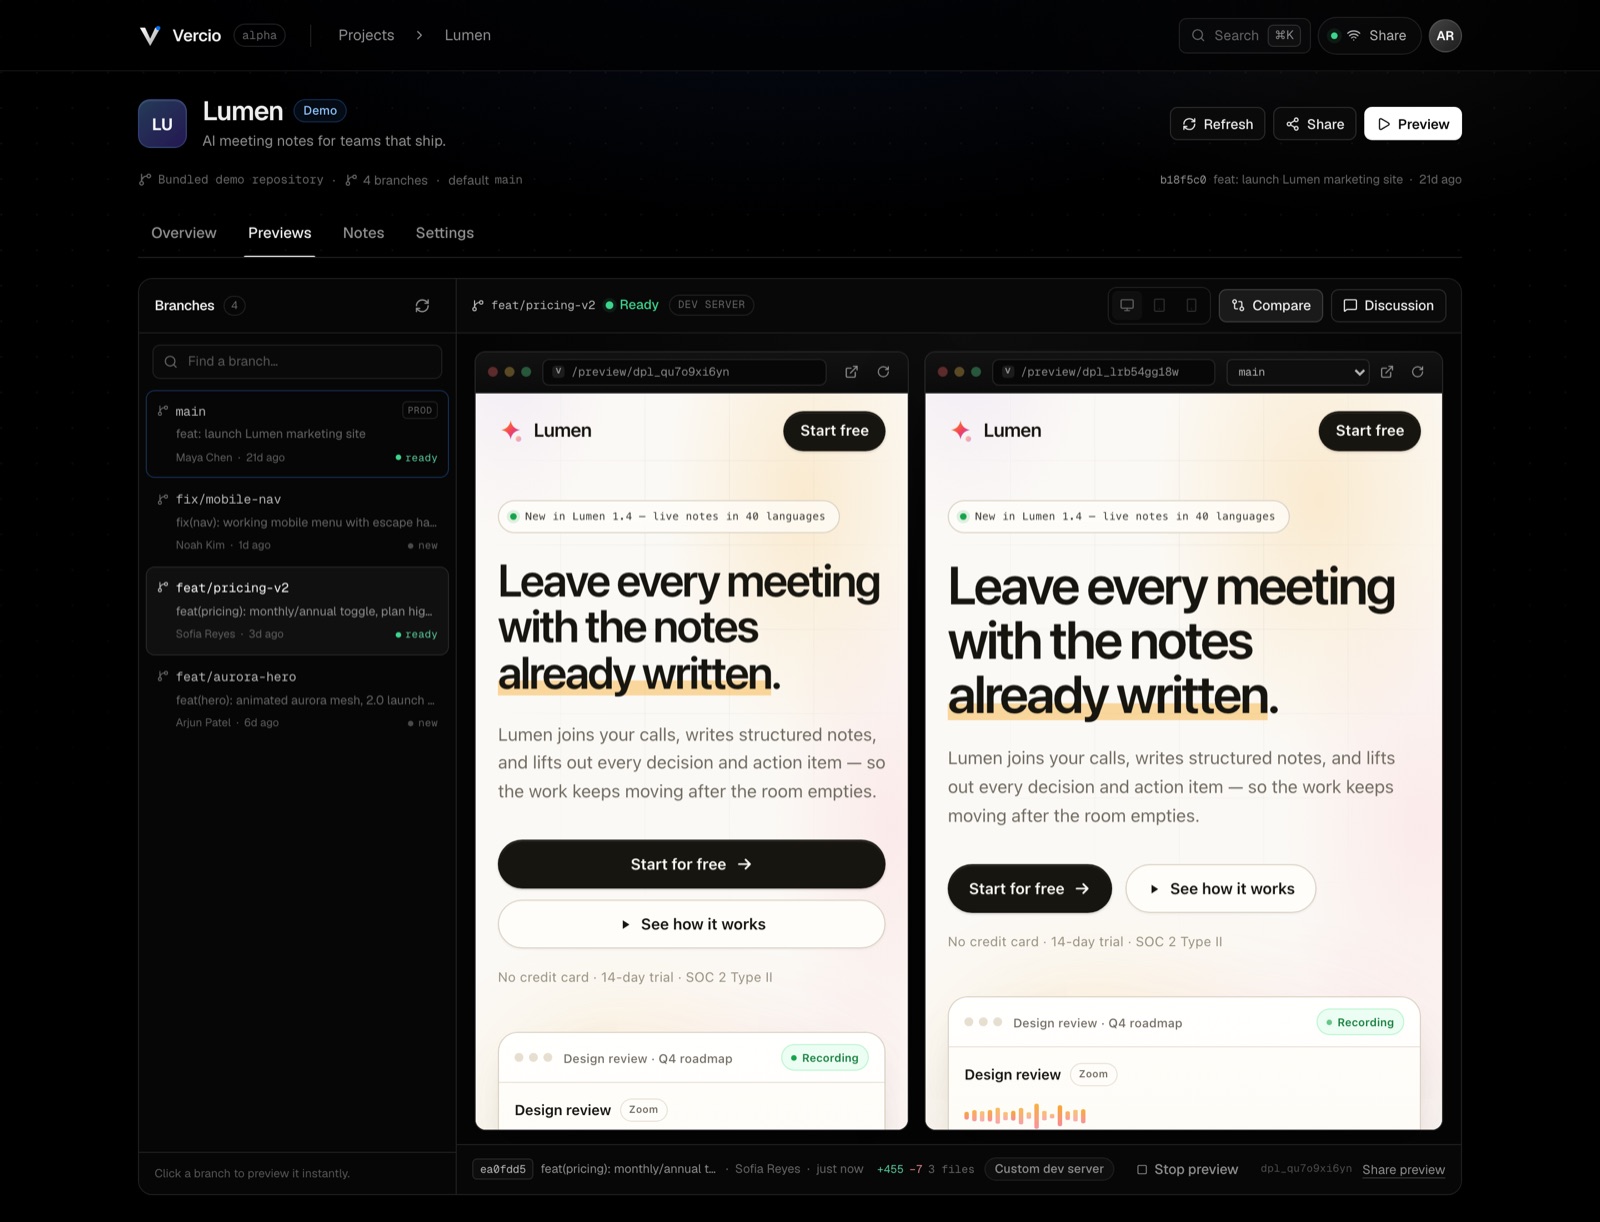 Vercio alpha Projects > Lumen Search ⌘K Share AR
LU Lumen Demo
AI meeting notes for teams that ship.
Refresh Share Preview
Bundled demo repository · 4 branches · default main
b18f5c0 feat: launch Lumen marketing site · 21d ago
Overview Previews Notes Settings
Branches 4
Find a branch...
main PROD
feat: launch Lumen marketing site
Maya Chen · 21d ago ready
fix/mobile-nav
fix(nav): working mobile menu with escape ha...
Noah Kim · 1d ago new
feat/pricing-v2
feat(pricing): monthly/annual toggle, plan hig...
Sofia Reyes · 3d ago ready
feat/aurora-hero
feat(hero): animated aurora mesh, 2.0 launch ...
Arjun Patel · 6d ago new
Click a branch to preview it instantly.
feat/pricing-v2 Ready DEV SERVER Compare Discussion
V /preview/dpl_qu7o9xi6yn
Lumen Start free
New in Lumen 1.4 — live notes in 40 languages
Leave every meeting
with the notes
already written.
Lumen joins your calls, writes structured notes,
and lifts out every decision and action item — so
the work keeps moving after the room empties.
Start for free →
See how it works
No credit card · 14-day trial · SOC 2 Type II
Design review · Q4 roadmap Recording
Design review Zoom
V /preview/dpl_lrb54gg18w main
Lumen Start free
New in Lumen 1.4 — live notes in 40 languages
Leave every meeting
with the notes
already written.
Lumen joins your calls, writes structured notes, and lifts
out every decision and action item — so the work keeps
moving after the room empties.
Start for free → See how it works
No credit card · 14-day trial · SOC 2 Type II
Design review · Q4 roadmap Recording
Design review Zoom
ea0fdd5 feat(pricing): monthly/annual t... · Sofia Reyes · just now +455 −7 3 files Custom dev server Stop preview dpl_qu7o9xi6yn Share preview